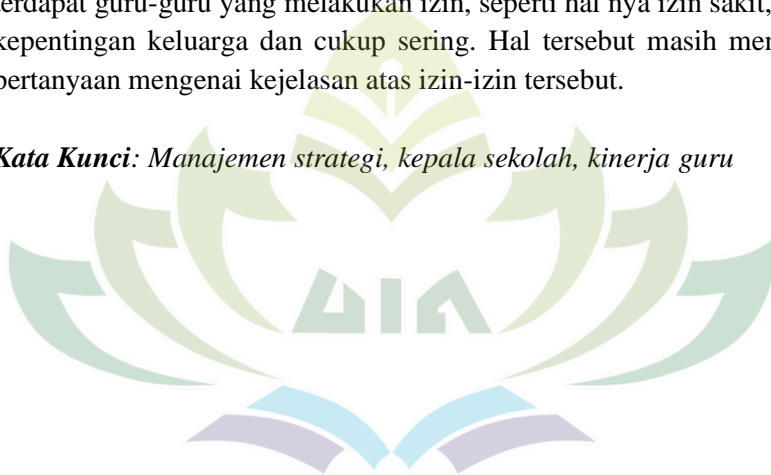 terdapat guru-guru yang melakukan izin, seperti hal nya izin sakit,
kepentingan keluarga dan cukup sering. Hal tersebut masih
pertanyaan mengenai kejelasan atas izin-izin tersebut.
Kata Kunci: Manajemen strategi, kepala sekolah, kinerja guru
UIN